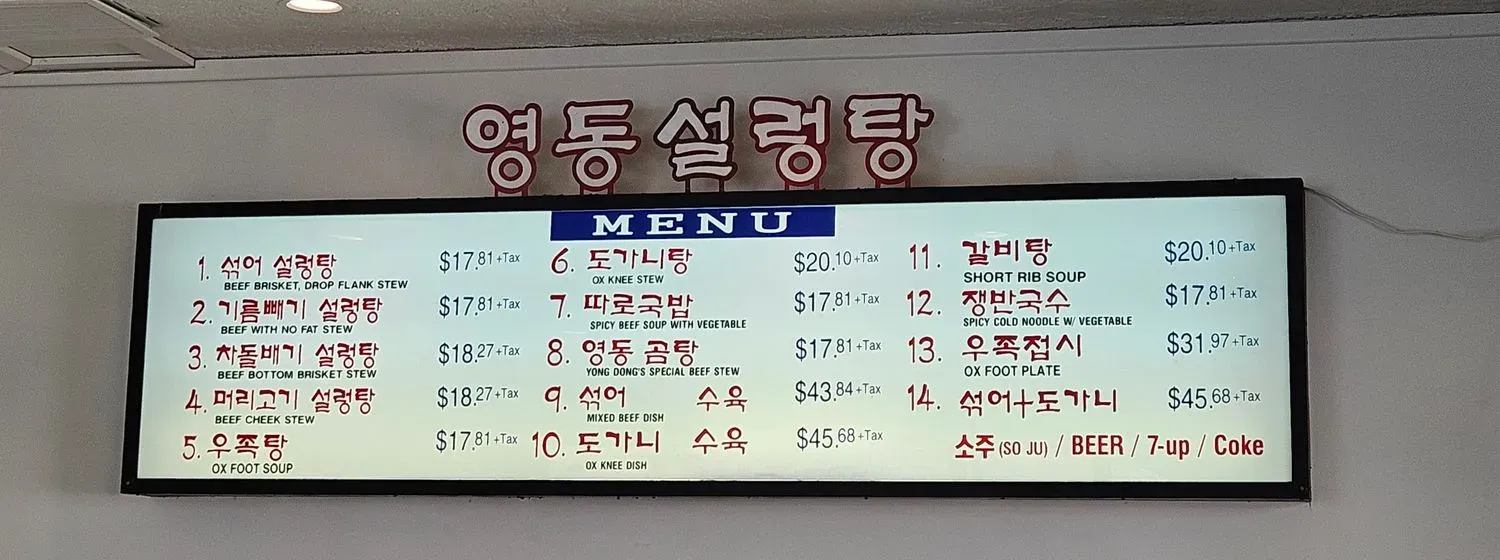 영동설렁탕
MENU
1. 섞어 설렁탕 $17.81+Tax
BEEF BRISKET, DROP FLANK STEW
2. 기름빼기 설렁탕 $17.81+Tax
BEEF WITH NO FAT STEW
3. 차돌배기 설렁탕 $18.27+Tax
BEEF BOTTOM BRISKET STEW
4. 머리고기 설렁탕 $18.27+Tax
BEEF CHEEK STEW
5. 우족탕 $17.81+Tax
OX FOOT SOUP
6. 도가니탕 $20.10+Tax
OX KNEE STEW
7. 따로국밥 $17.81+Tax
SPICY BEEF SOUP WITH VEGETABLE
8. 영동 곰탕 $17.81+Tax
YONG DONG'S SPECIAL BEEF STEW
9. 섞어 수육 $43.84+Tax
MIXED BEEF DISH
10. 도가니 수육 $45.68+Tax
OX KNEE DISH
11. 갈비탕 $20.10+Tax
SHORT RIB SOUP
12. 쟁반국수 $17.81+Tax
SPICY COLD NOODLE W/ VEGETABLE
13. 우족접시 $31.97+Tax
OX FOOT PLATE
14. 섞어+도가니 $45.68+Tax
소주 (SO JU) / BEER / 7-up / Coke